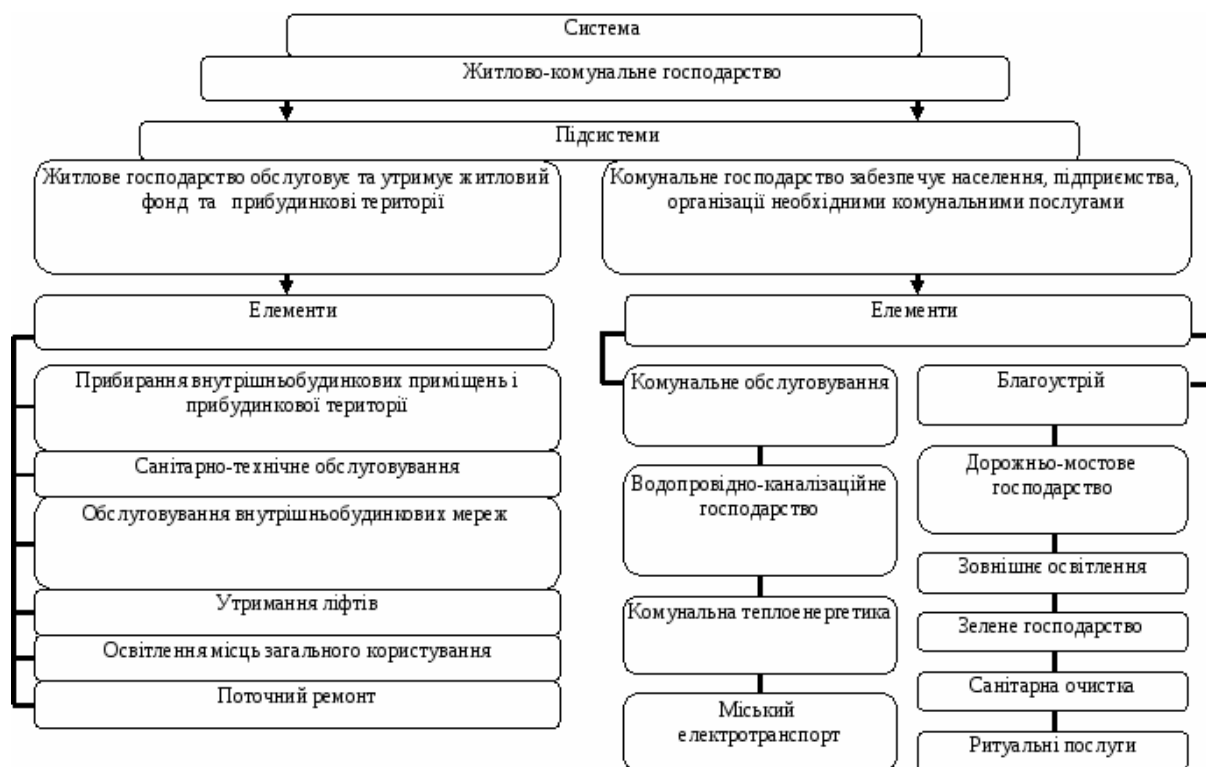 Система
Житлово-комунальне господарство
Підсистеми
Житлове господарство обслуговує та утримує житловий
фонд та прибудинкові території
Комунальне господарство забезпечує населення, підприємства,
організації необхідними комунальними послугами
Елементи
Прибирання внутрішньобудинкових приміщень і
прибудинкової території
Санітарно-технічне обслуговування
Обслуговування внутрішньобудинкових мереж
Утримання ліфтів
Освітлення місць загального користування
Поточний ремонт
Елементи
Комунальне обслуговування
Водопровідно-каналізаційне
господарство
Комунальна теплоенергетика
Міський
електротранспорт
Благоустрій
Дорожньо-мостове
господарство
Зовнішнє освітлення
Зелене господарство
Санітарна очистка
Ритуальні послуги